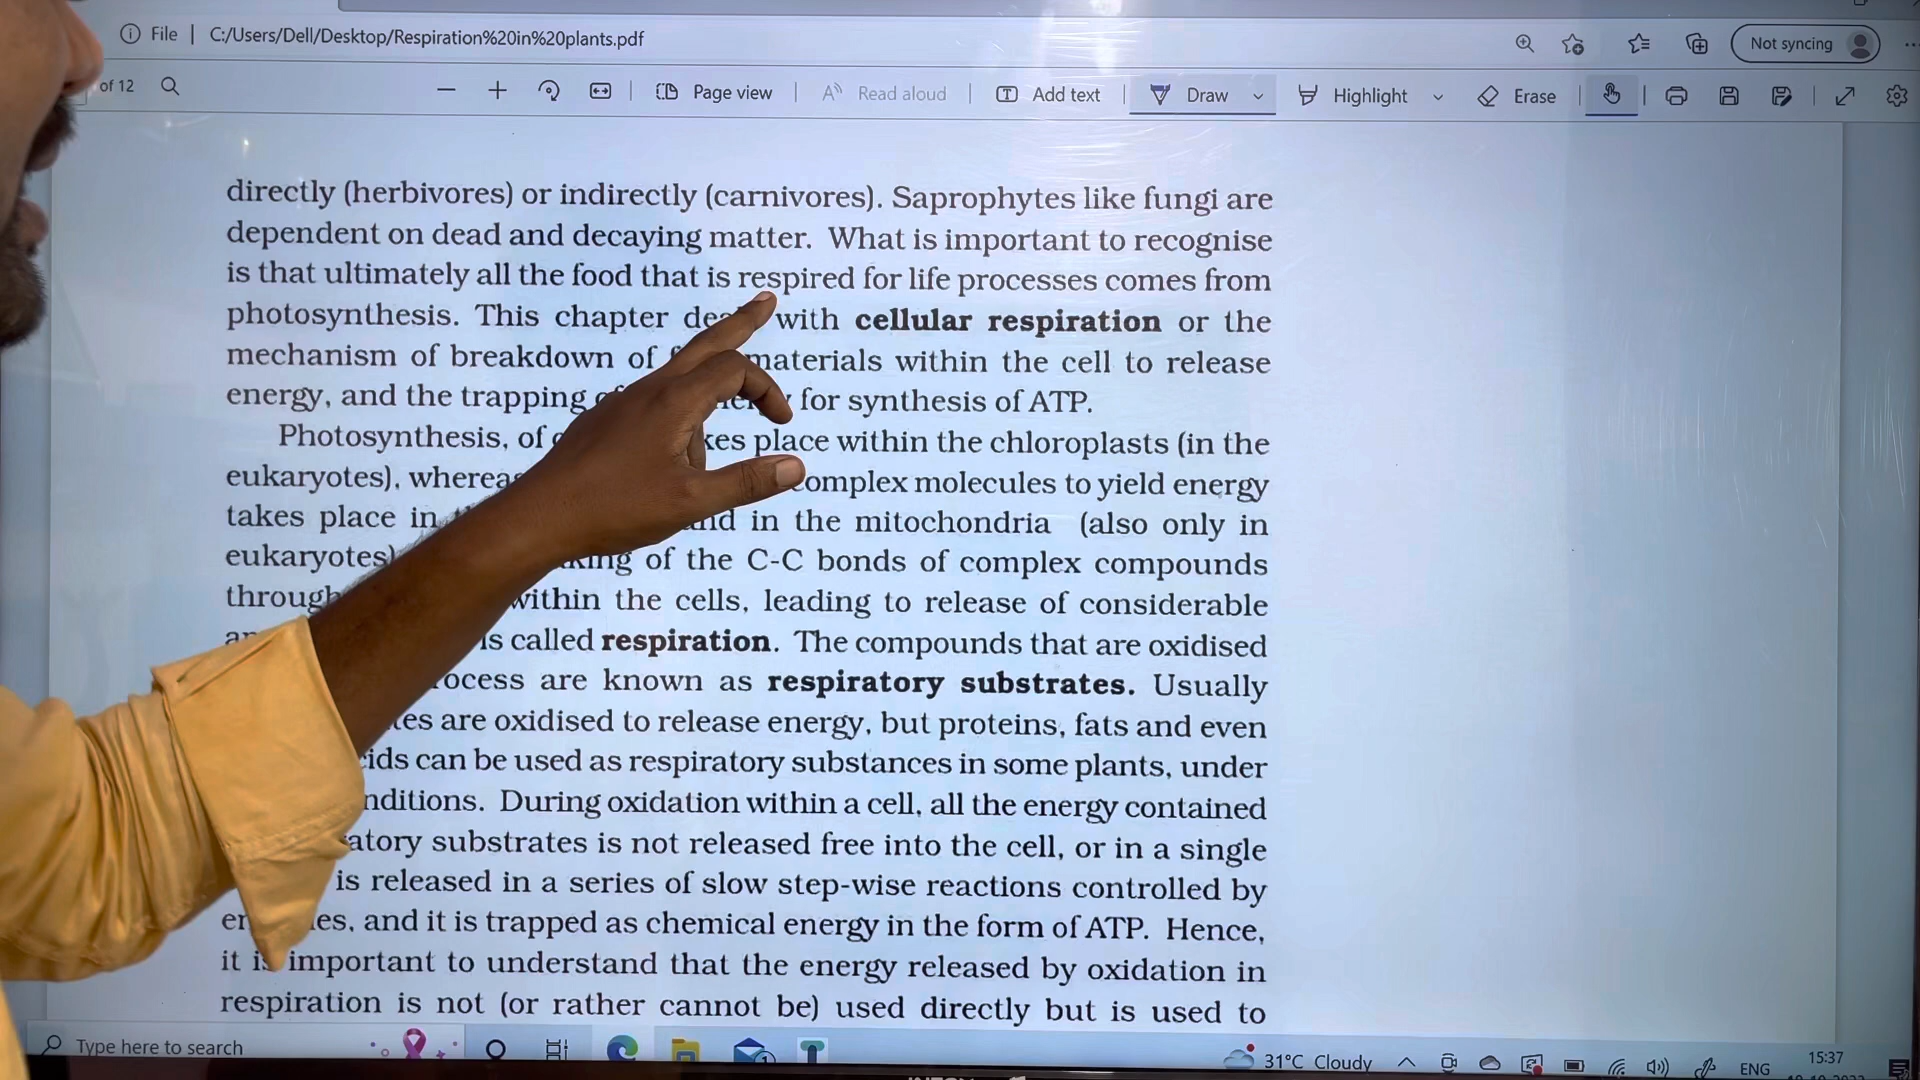 File | C:/Users/Dell/Desktop/Respiration%20in%20plants.pdf
Not syncing
of 12
Page view
Read aloud
Add text
Draw
Highlight
Erase
directly (herbivores) or indirectly (carnivores). Saprophytes like fungi are
dependent on dead and decaying matter. What is important to recognise
is that ultimately all the food that is respired for life processes comes from
photosynthesis. This chapter with cellular respiration or the
mechanism of breakdown of materials within the cell to release
energy, and the trapping for synthesis of ATP.
Photosynthesis, of place within the chloroplasts (in the
eukaryotes), complex molecules to yield energy
takes place in in the mitochondria (also only in
eukaryotes) of the C-C bonds of complex compounds
within the cells, leading to release of considerable
is called respiration. The compounds that are oxidised
are known as respiratory substrates. Usually
are oxidised to release energy, but proteins, fats and even
can be used as respiratory substances in some plants, under
During oxidation within a cell, all the energy contained
substrates is not released free into the cell, or in a single
is released in a series of slow step-wise reactions controlled by
and it is trapped as chemical energy in the form of ATP. Hence,
it is important to understand that the energy released by oxidation in
respiration is not (or rather cannot be) used directly but is used to
Type here to search
31°C Cloudy
ENG
15:37